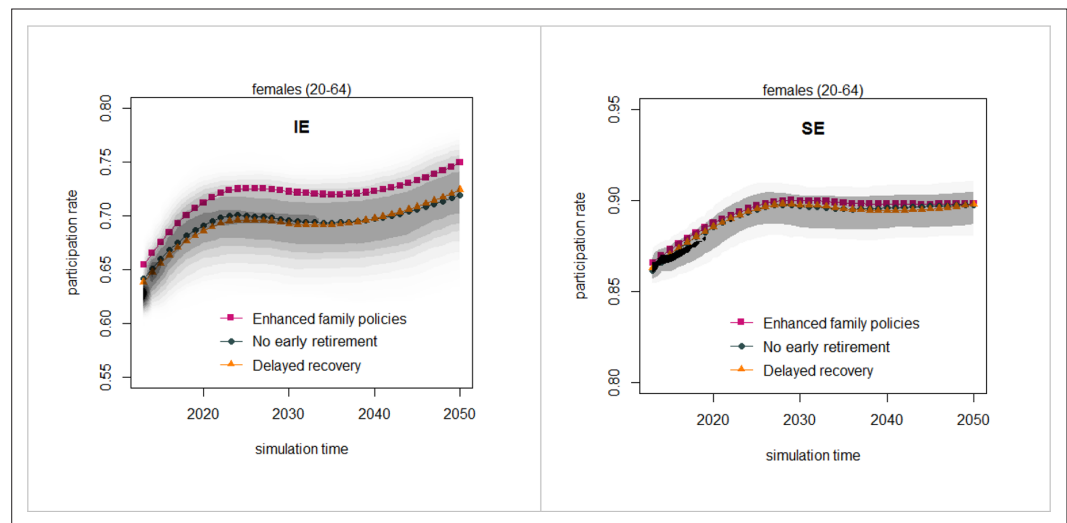 females (20-64)
IE
0.80
0.75
0.70
0.65
0.60
0.55
participation rate
Enhanced family policies
No early retirement
Delayed recovery
2020 2030 2040 2050
simulation time
females (20-64)
SE
0.95
0.90
0.85
0.80
participation rate
Enhanced family policies
No early retirement
Delayed recovery
2020 2030 2040 2050
simulation time